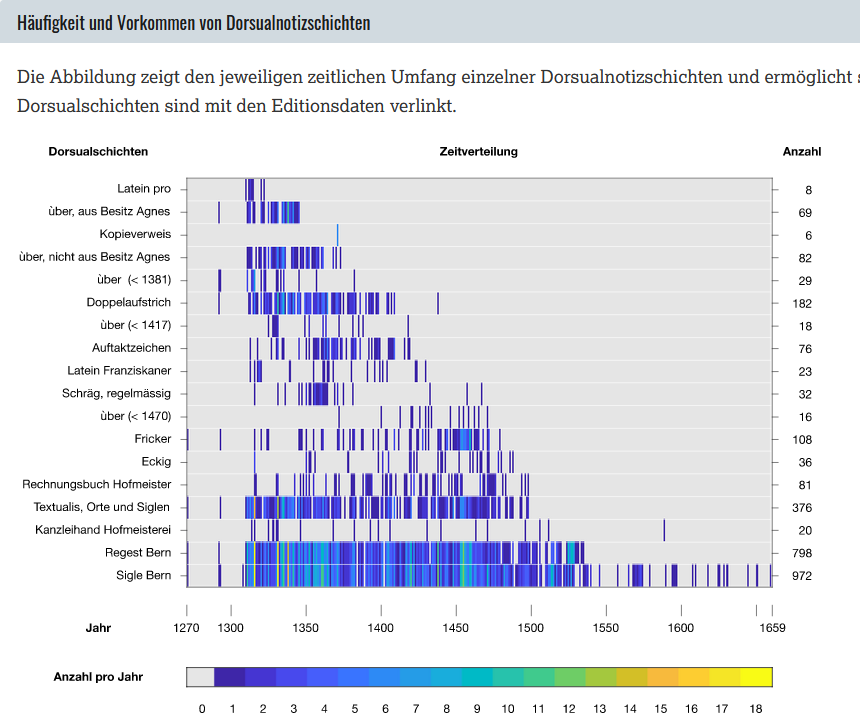 Häufigkeit und Vorkommen von Dorsualnotizschichten
Die Abbildung zeigt den jeweiligen zeitlichen Umfang einzelner Dorsualnotizschichten und ermöglicht
Dorsualschichten sind mit den Editionsdaten verlinkt.
Dorsualschichten Zeitverteilung Anzahl
Latein pro 8
über, aus Besitz Agnes 69
Kopieverweis 6
über, nicht aus Besitz Agnes 82
über (< 1381) 29
Doppelaufstrich 182
über (< 1417) 18
Auftaktzeichen 76
Latein Franziskaner 23
Schräg, regelmässig 32
über (< 1470) 16
Fricker 108
Eckig 36
Rechnungsbuch Hofmeister 81
Textualis, Orte und Siglen 376
Kanzleihand Hofmeisterei 20
Regest Bern 798
Sigle Bern 972
Jahr 1270 1300 1350 1400 1450 1500 1550 1600 1659
Anzahl pro Jahr
0 1 2 3 4 5 6 7 8 9 10 11 12 13 14 15 16 17 18